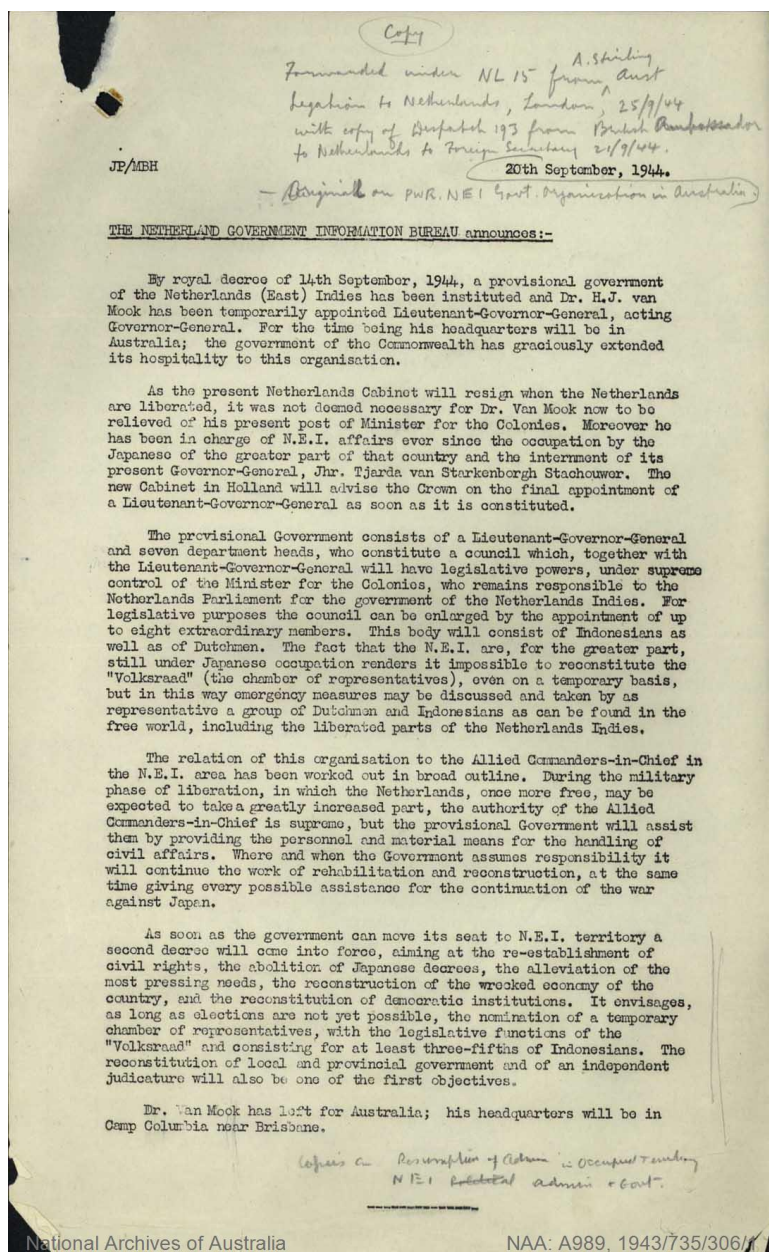 Copy
Forwarded under NL 15 from A. Stirling Aust
Legation to Netherlands, London, 25/9/44
with copy of Despatch 193 from British Ambassador
to Netherlands to Foreign Secretary 21/9/44.
JP/MBH
20th September, 1944.
— Original on PWR. NEI Govt. Organisation in Australia
THE NETHERLAND GOVERNMENT INFORMATION BUREAU announces:-
By royal decree of 14th September, 1944, a provisional government
of the Netherlands (East) Indies has been instituted and Dr. H.J. van
Mook has been temporarily appointed Lieutenant-Governor-General, acting
Governor-General. For the time being his headquarters will be in
Australia; the government of the Commonwealth has graciously extended
its hospitality to this organisation.
As the present Netherlands Cabinet will resign when the Netherlands
are liberated, it was not deemed necessary for Dr. Van Mook now to be
relieved of his present post of Minister for the Colonies. Moreover he
has been in charge of N.E.I. affairs ever since the occupation by the
Japanese of the greater part of that country and the internment of its
present Governor-General, Jhr. Tjarda van Starkenborgh Stachouwer. The
new Cabinet in Holland will advise the Crown on the final appointment of
a Lieutenant-Governor-General as soon as it is constituted.
The provisional Government consists of a Lieutenant-Governor-General
and seven department heads, who constitute a council which, together with
the Lieutenant-Governor-General will have legislative powers, under supreme
control of the Minister for the Colonies, who remains responsible to the
Netherlands Parliament for the government of the Netherlands Indies. For
legislative purposes the council can be enlarged by the appointment of up
to eight extraordinary members. This body will consist of Indonesians as
well as of Dutchmen. The fact that the N.E.I. are, for the greater part,
still under Japanese occupation renders it impossible to reconstitute the
"Volksraad" (the chamber of representatives), even on a temporary basis,
but in this way emergency measures may be discussed and taken by as
representative a group of Dutchmen and Indonesians as can be found in the
free world, including the liberated parts of the Netherlands Indies.
The relation of this organisation to the Allied Commanders-in-Chief in
the N.E.I. area has been worked out in broad outline. During the military
phase of liberation, in which the Netherlands, once more free, may be
expected to take a greatly increased part, the authority of the Allied
Commanders-in-Chief is supreme, but the provisional Government will assist
them by providing the personnel and material means for the handling of
civil affairs. Where and when the Government assumes responsibility it
will continue the work of rehabilitation and reconstruction, at the same
time giving every possible assistance for the continuation of the war
against Japan.
As soon as the government can move its seat to N.E.I. territory a
second decree will come into force, aiming at the re-establishment of
civil rights, the abolition of Japanese decrees, the alleviation of the
most pressing needs, the reconstruction of the wrecked economy of the
country, and the reconstitution of democratic institutions. It envisages,
as long as elections are not yet possible, the nomination of a temporary
chamber of representatives, with the legislative functions of the
"Volksraad" and consisting for at least three-fifths of Indonesians. The
reconstitution of local and provincial government and of an independent
judicature will also be one of the first objectives.
Dr. Van Mook has left for Australia; his headquarters will be in
Camp Columbia near Brisbane.
Copies on Resumption of Admin in Occupied Territory
NEI Political Admin + Govt.
National Archives of Australia
NAA: A989, 1943/735/306/1